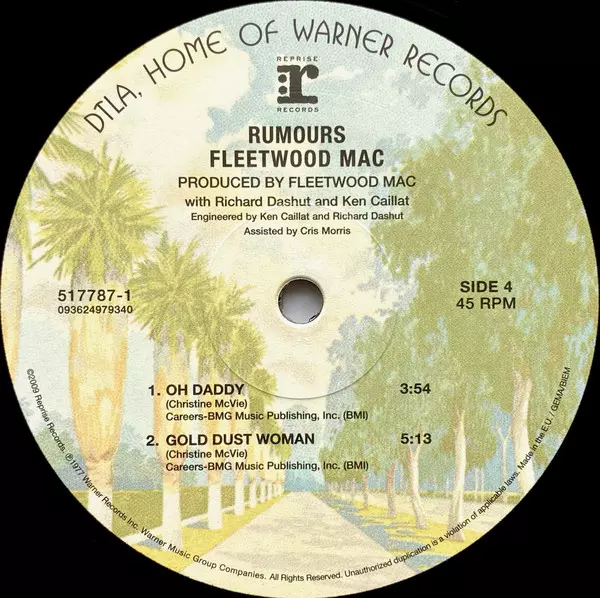 DTLA, HOME OF WARNER RECORDS
REPRISE
r
RECORDS
RUMOURS
FLEETWOOD MAC
PRODUCED BY FLEETWOOD MAC
with Richard Dashut and Ken Caillat
Engineered by Ken Caillat and Richard Dashut
Assisted by Cris Morris
517787-1
093624979340
SIDE 4
45 RPM
1. OH DADDY 3:54
(Christine McVie)
Careers-BMG Music Publishing, Inc. (BMI)
2. GOLD DUST WOMAN 5:13
(Christine McVie)
Careers-BMG Music Publishing, Inc. (BMI)
©2009 Reprise Records. ℗1977 Warner Records Inc. Warner Music Group Companies. All Rights Reserved. Unauthorized duplication is a violation of applicable laws. Made in the E.U. / GEMA/BIEM